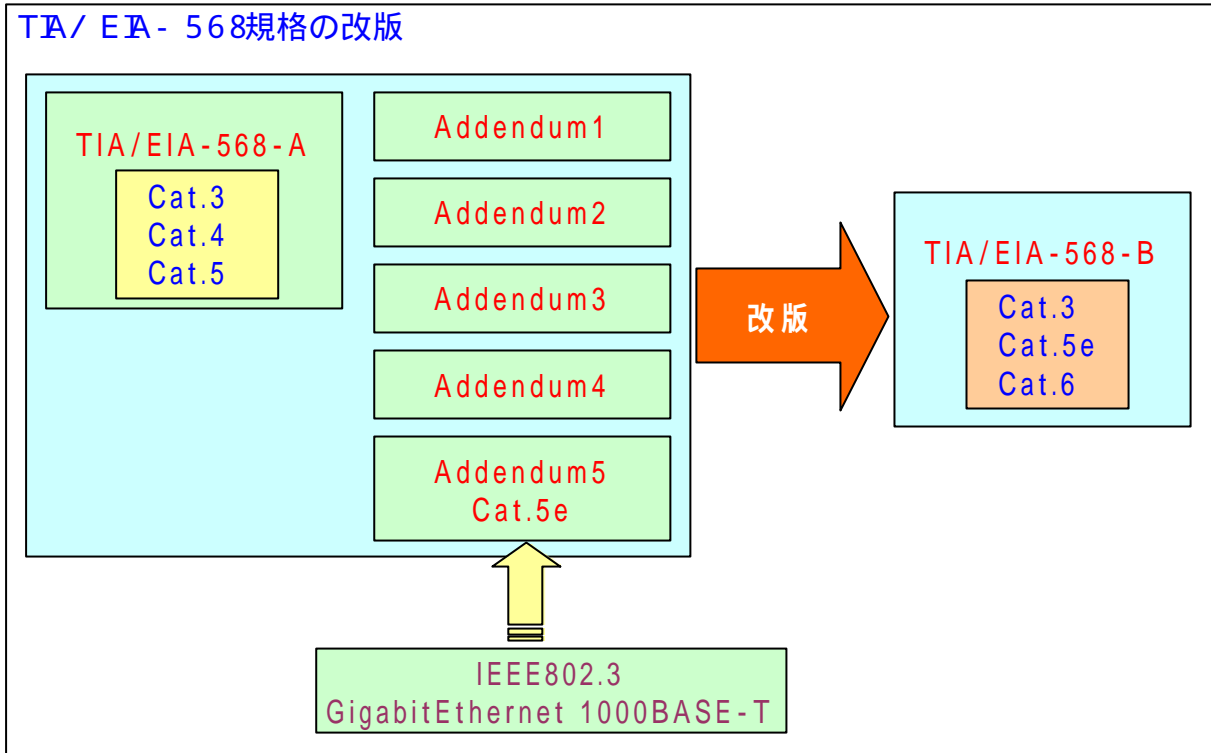 TIA/EIA-568規格の改版
TIA/EIA-568-A
Cat.3
Cat.4
Cat.5
Addendum1
Addendum2
Addendum3
Addendum4
Addendum5
Cat.5e
改版
TIA/EIA-568-B
Cat.3
Cat.5e
Cat.6
IEEE802.3
GigabitEthernet 1000BASE-T